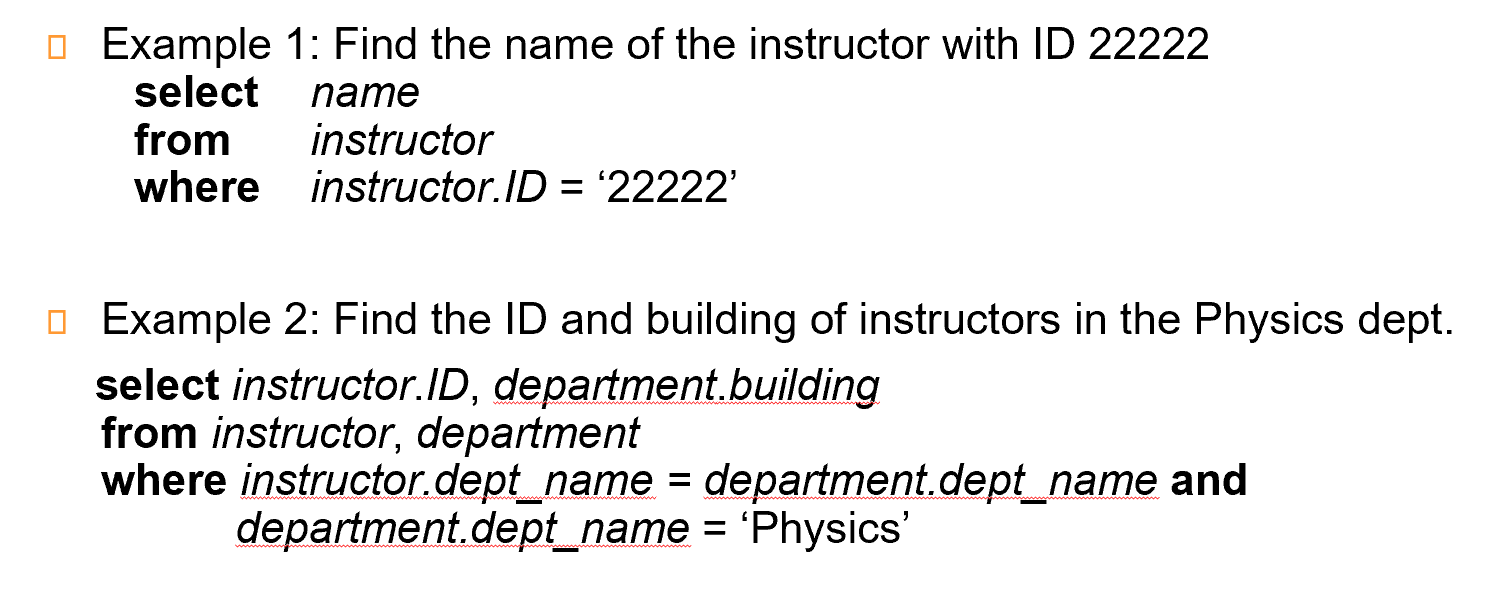 Example 1: Find the name of the instructor with ID 22222
select name
from instructor
where instructor.ID = ‘22222’
Example 2: Find the ID and building of instructors in the Physics dept.
select instructor.ID, department.building
from instructor, department
where instructor.dept_name = department.dept_name and
department.dept_name = ‘Physics’